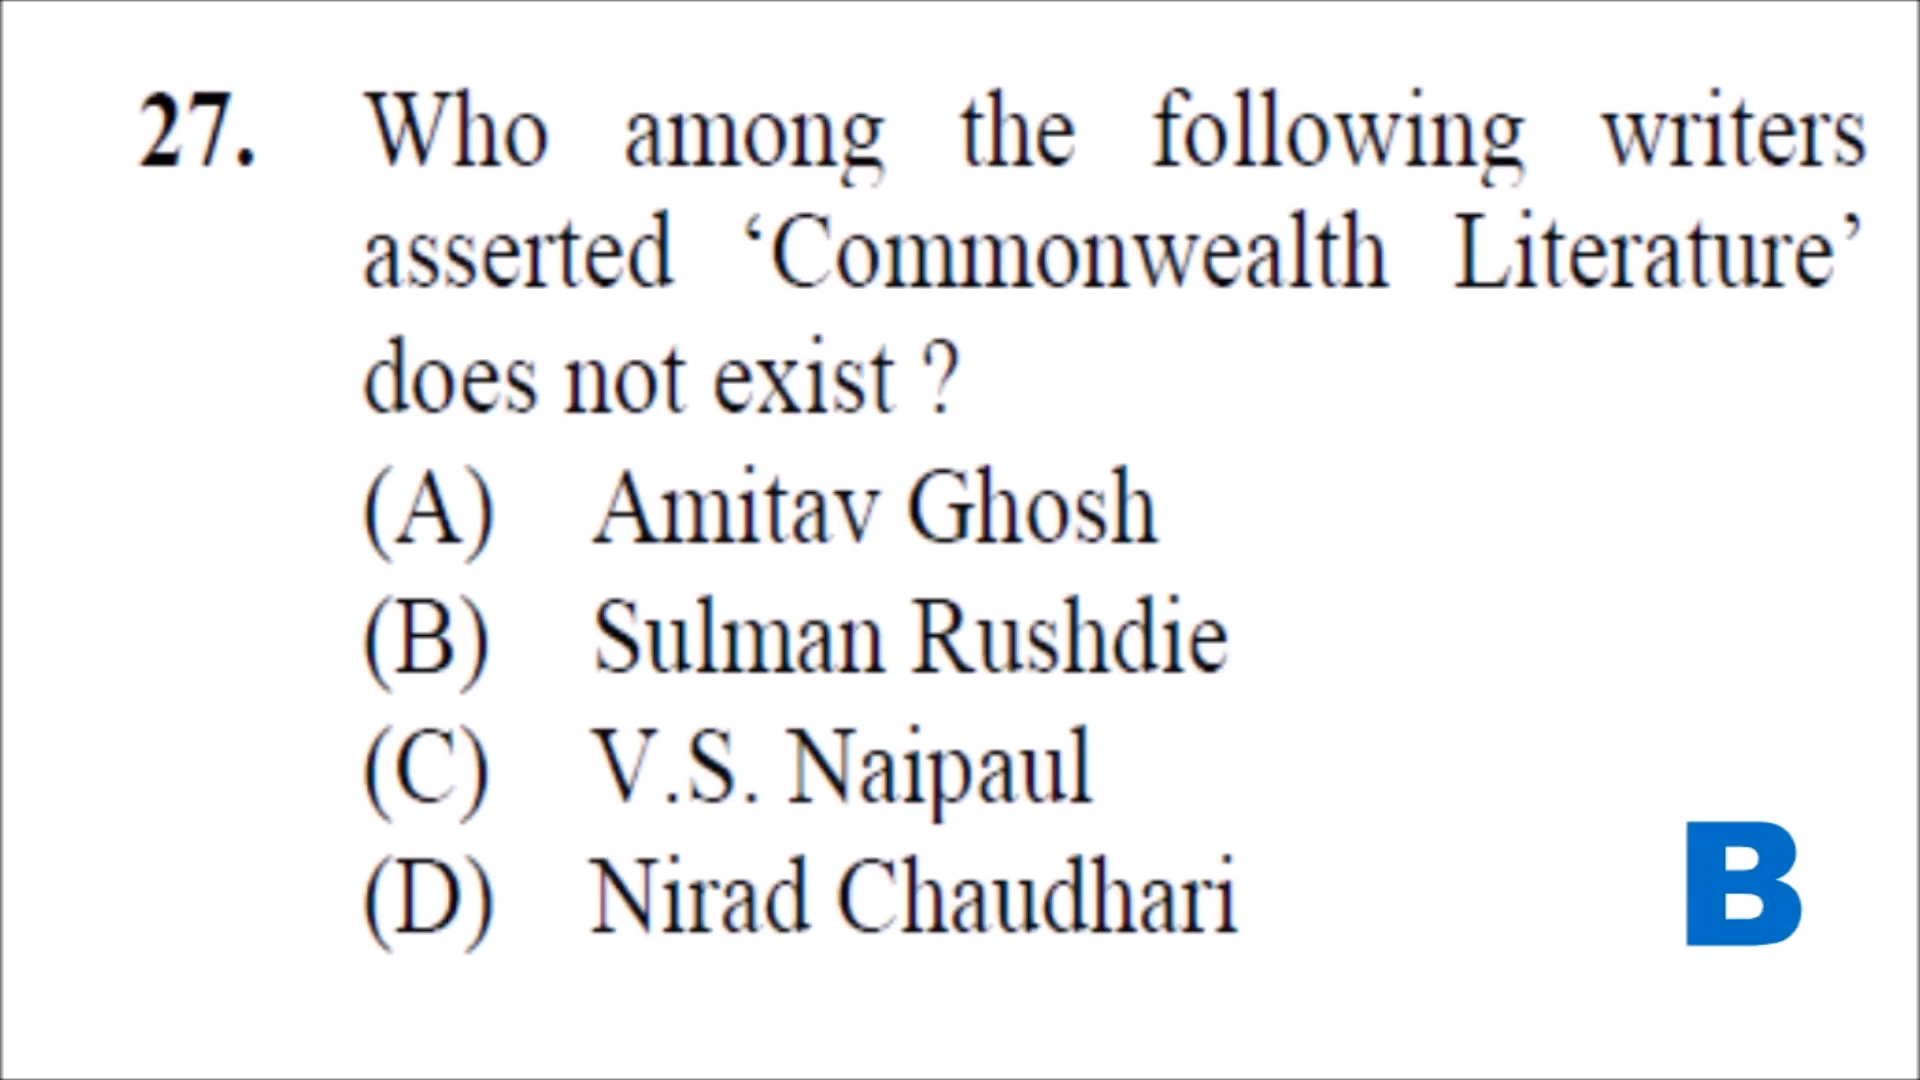 27. Who among the following writers
asserted ‘Commonwealth Literature’
does not exist ?
(A) Amitav Ghosh
(B) Sulman Rushdie
(C) V.S. Naipaul
(D) Nirad Chaudhari
B